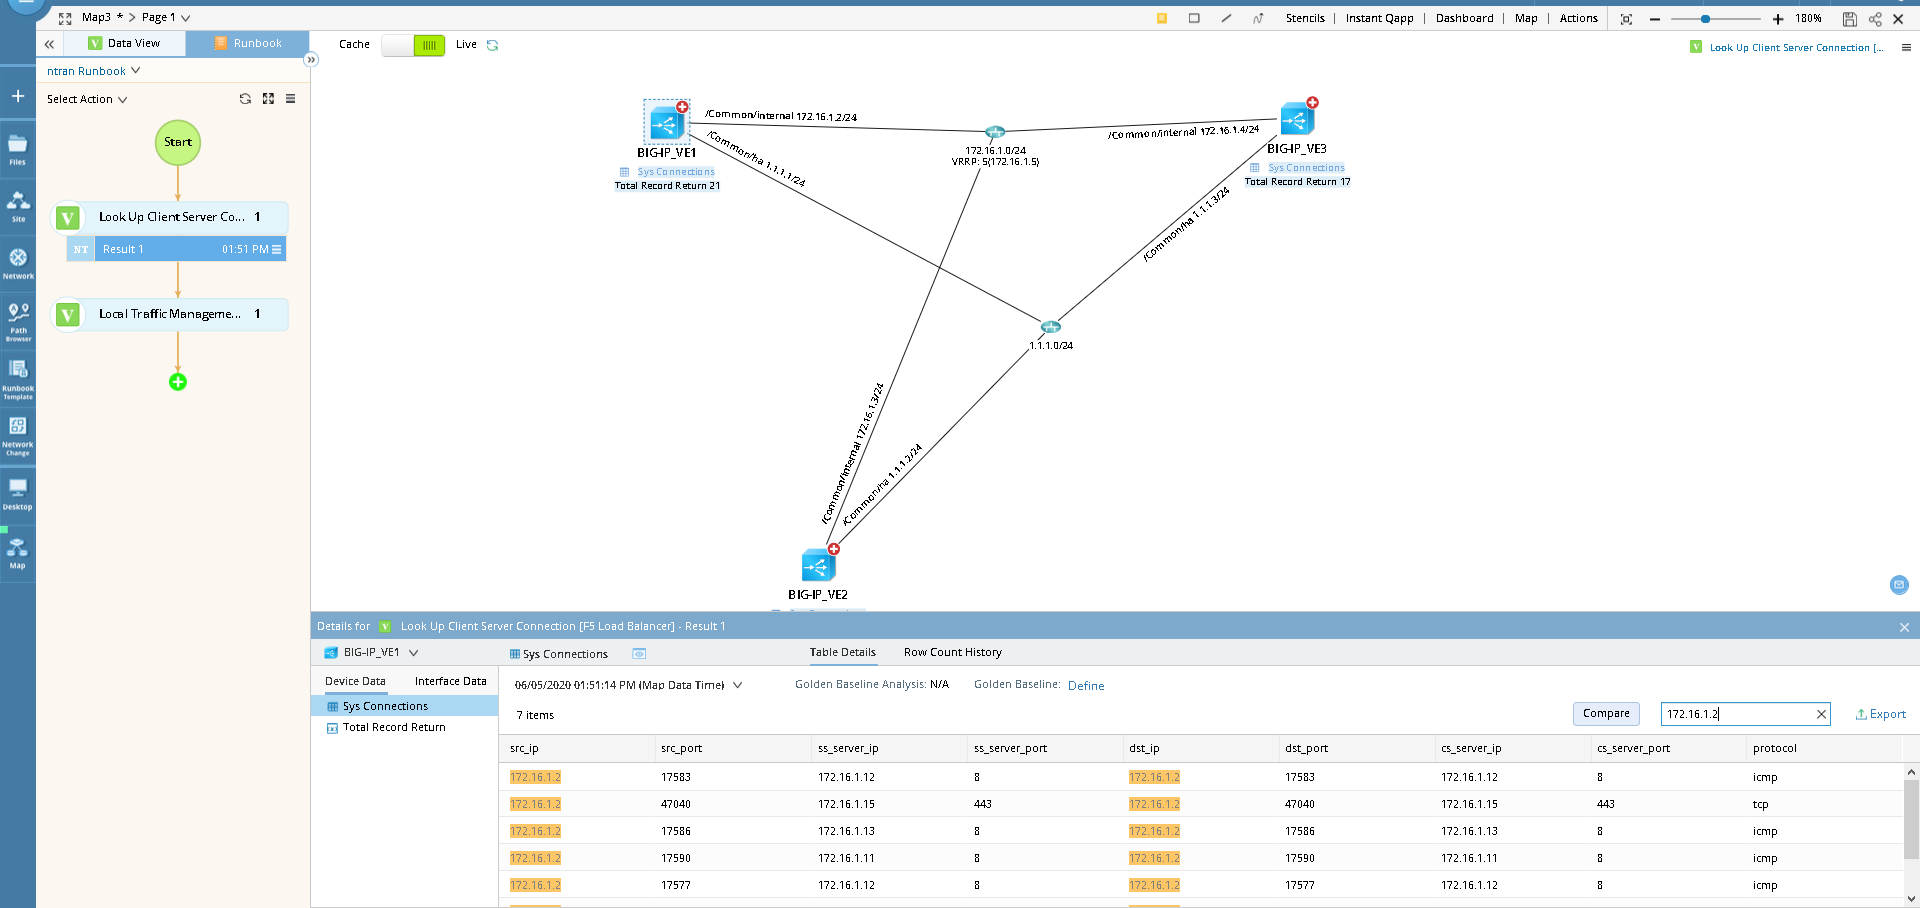 Map3 * > Page 1
Stencils | Instant Qapp | Dashboard | Map | Actions
180%
Data View
Runbook
Cache
Live
Look Up Client Server Connection [...
ntran Runbook
Select Action
Files
Site
Network
Path Browser
Runbook Template
Network Change
Desktop
Map
Start
Look Up Client Server Co... 1
NT Result 1 01:51 PM
Local Traffic Manageme... 1
BIG-IP_VE1
Sys Connections
Total Record Return 21
/Common/internal 172.16.1.2/24
/Common/ha 1.1.1.1/24
172.16.1.0/24
VRRP: 5(172.16.1.5)
/Common/internal 172.16.1.4/24
BIG-IP_VE3
Sys Connections
Total Record Return 17
/Common/ha 1.1.1.3/24
1.1.1.0/24
/Common/internal 172.16.1.3/24
/Common/ha 1.1.1.2/24
BIG-IP_VE2
Details for Look Up Client Server Connection [F5 Load Balancer] - Result 1
BIG-IP_VE1
Sys Connections
Table Details
Row Count History
Device Data
Interface Data
Sys Connections
Total Record Return
06/05/2020 01:51:14 PM (Map Data Time)
Golden Baseline Analysis: N/A
Golden Baseline: Define
7 items
Compare
172.16.1.2
Export
src_ip src_port ss_server_ip ss_server_port dst_ip dst_port cs_server_ip cs_server_port protocol
172.16.1.2 17583 172.16.1.12 8 172.16.1.2 17583 172.16.1.12 8 icmp
172.16.1.2 47040 172.16.1.15 443 172.16.1.2 47040 172.16.1.15 443 tcp
172.16.1.2 17586 172.16.1.13 8 172.16.1.2 17586 172.16.1.13 8 icmp
172.16.1.2 17590 172.16.1.11 8 172.16.1.2 17590 172.16.1.11 8 icmp
172.16.1.2 17577 172.16.1.12 8 172.16.1.2 17577 172.16.1.12 8 icmp